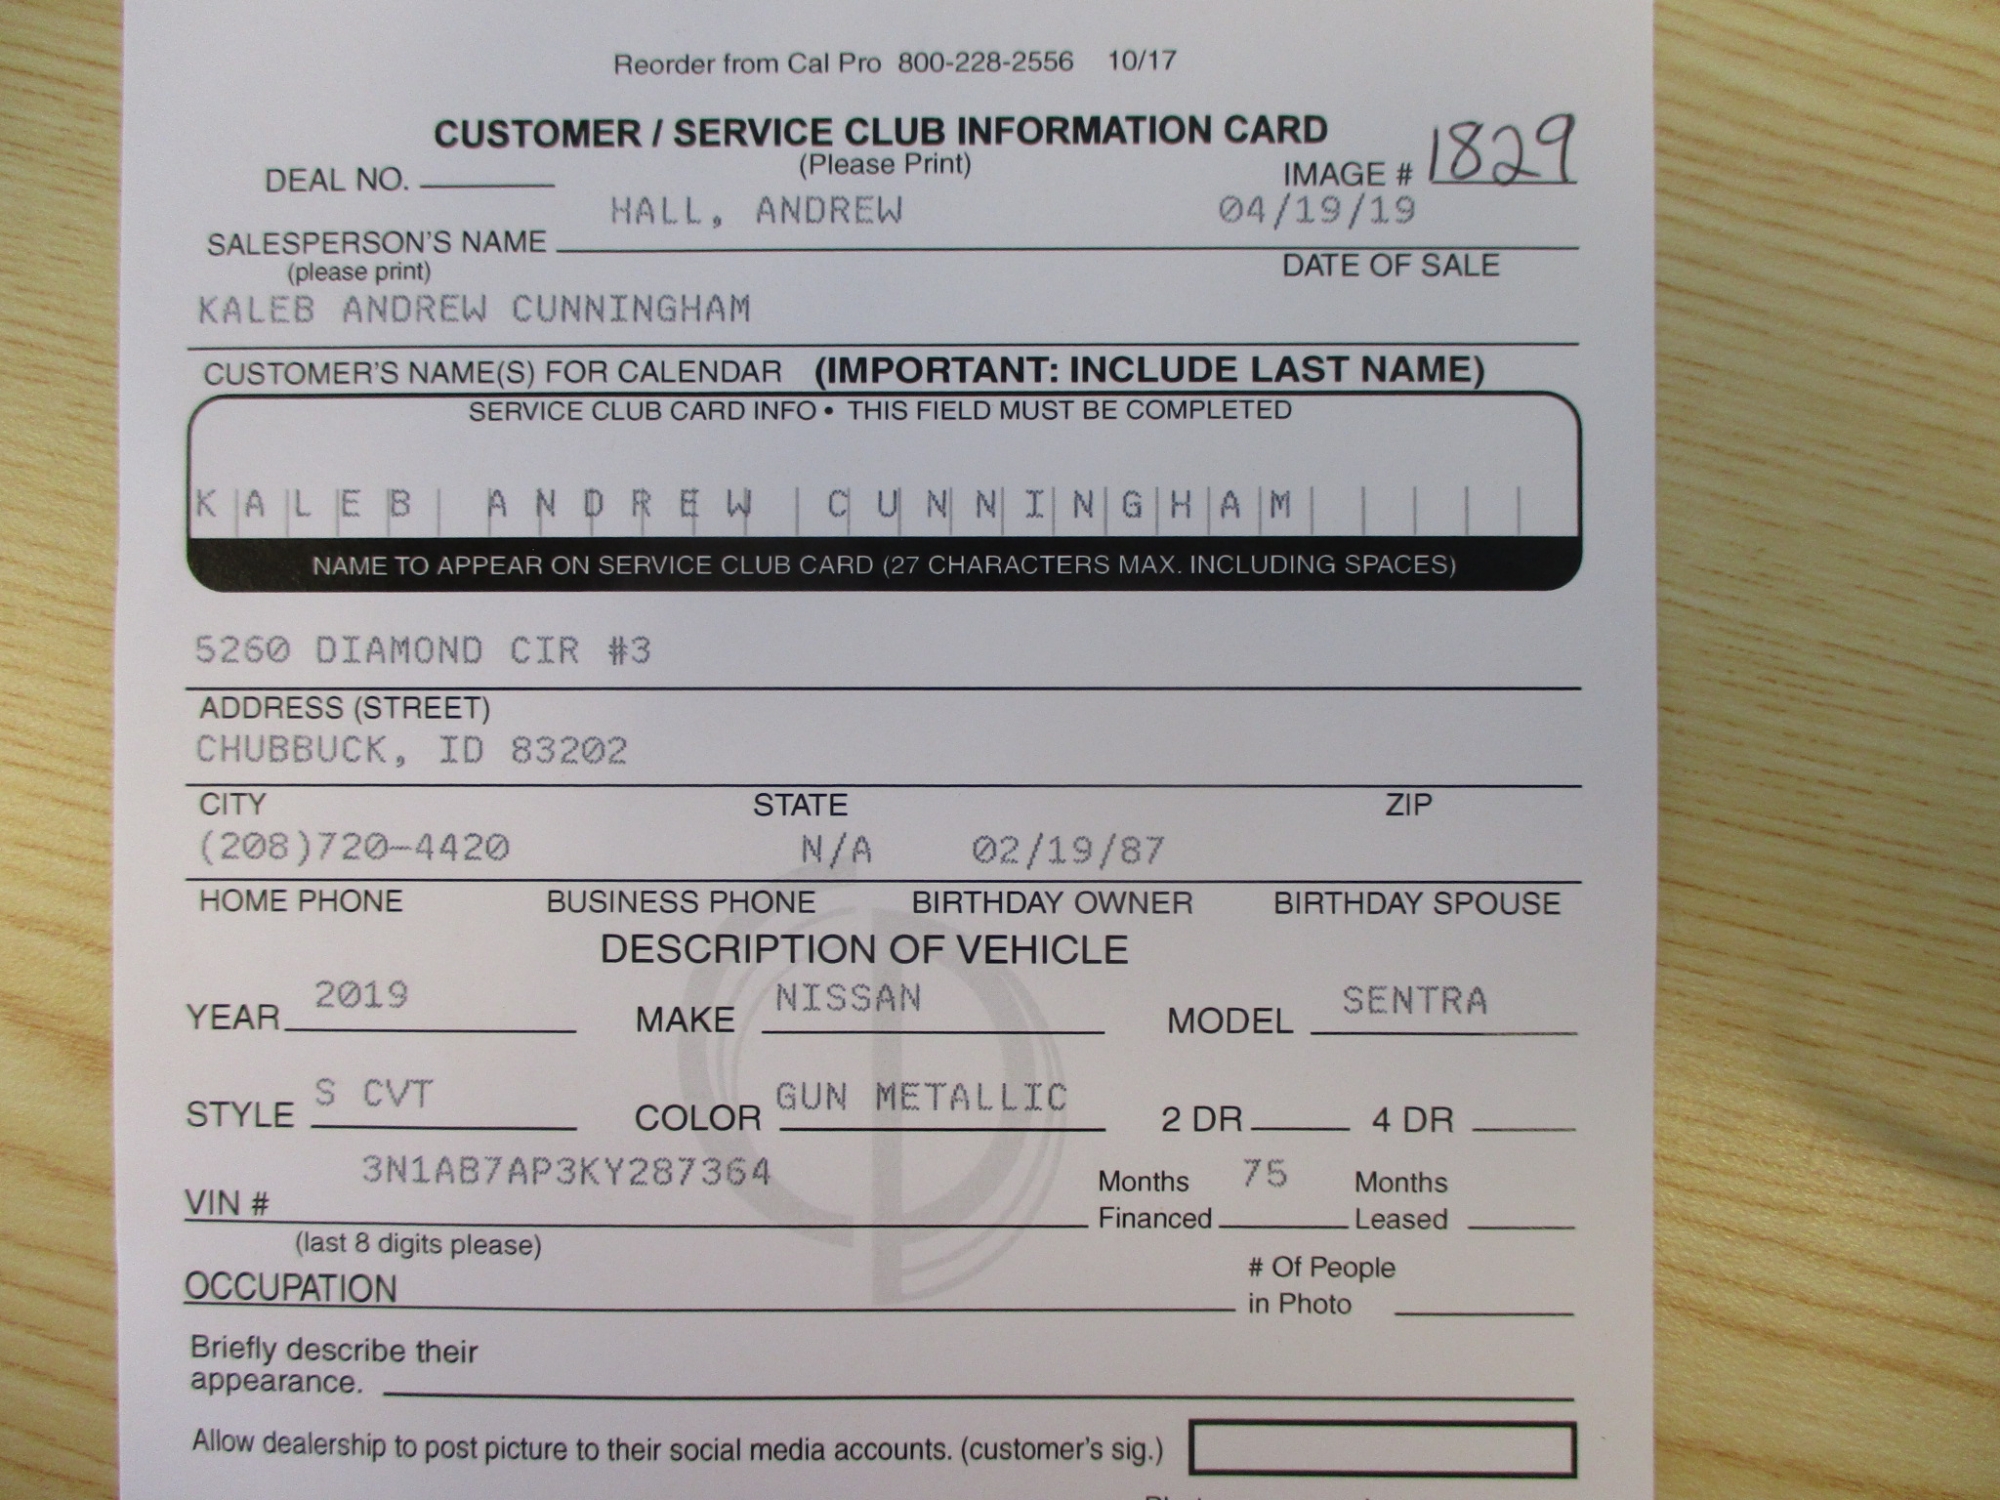 Reorder from Cal Pro 800-228-2556 10/17
CUSTOMER / SERVICE CLUB INFORMATION CARD
(Please Print)
DEAL NO. IMAGE # 1829
HALL, ANDREW 04/19/19
SALESPERSON'S NAME
(please print) DATE OF SALE
KALEB ANDREW CUNNINGHAM
CUSTOMER'S NAME(S) FOR CALENDAR (IMPORTANT: INCLUDE LAST NAME)
SERVICE CLUB CARD INFO • THIS FIELD MUST BE COMPLETED
KALEB ANDREW CUNNINGHAM
NAME TO APPEAR ON SERVICE CLUB CARD (27 CHARACTERS MAX. INCLUDING SPACES)
5260 DIAMOND CIR #3
ADDRESS (STREET)
CHUBBUCK, ID 83202
CITY STATE ZIP
(208)720-4420 N/A 02/19/87
HOME PHONE BUSINESS PHONE BIRTHDAY OWNER BIRTHDAY SPOUSE
DESCRIPTION OF VEHICLE
YEAR 2019 MAKE NISSAN MODEL SENTRA
STYLE S CVT COLOR GUN METALLIC 2 DR 4 DR
VIN # 3N1AB7AP3KY287364 Months Financed 75 Months Leased
(last 8 digits please)
OCCUPATION # Of People in Photo
Briefly describe their
appearance.
Allow dealership to post picture to their social media accounts. (customer's sig.)